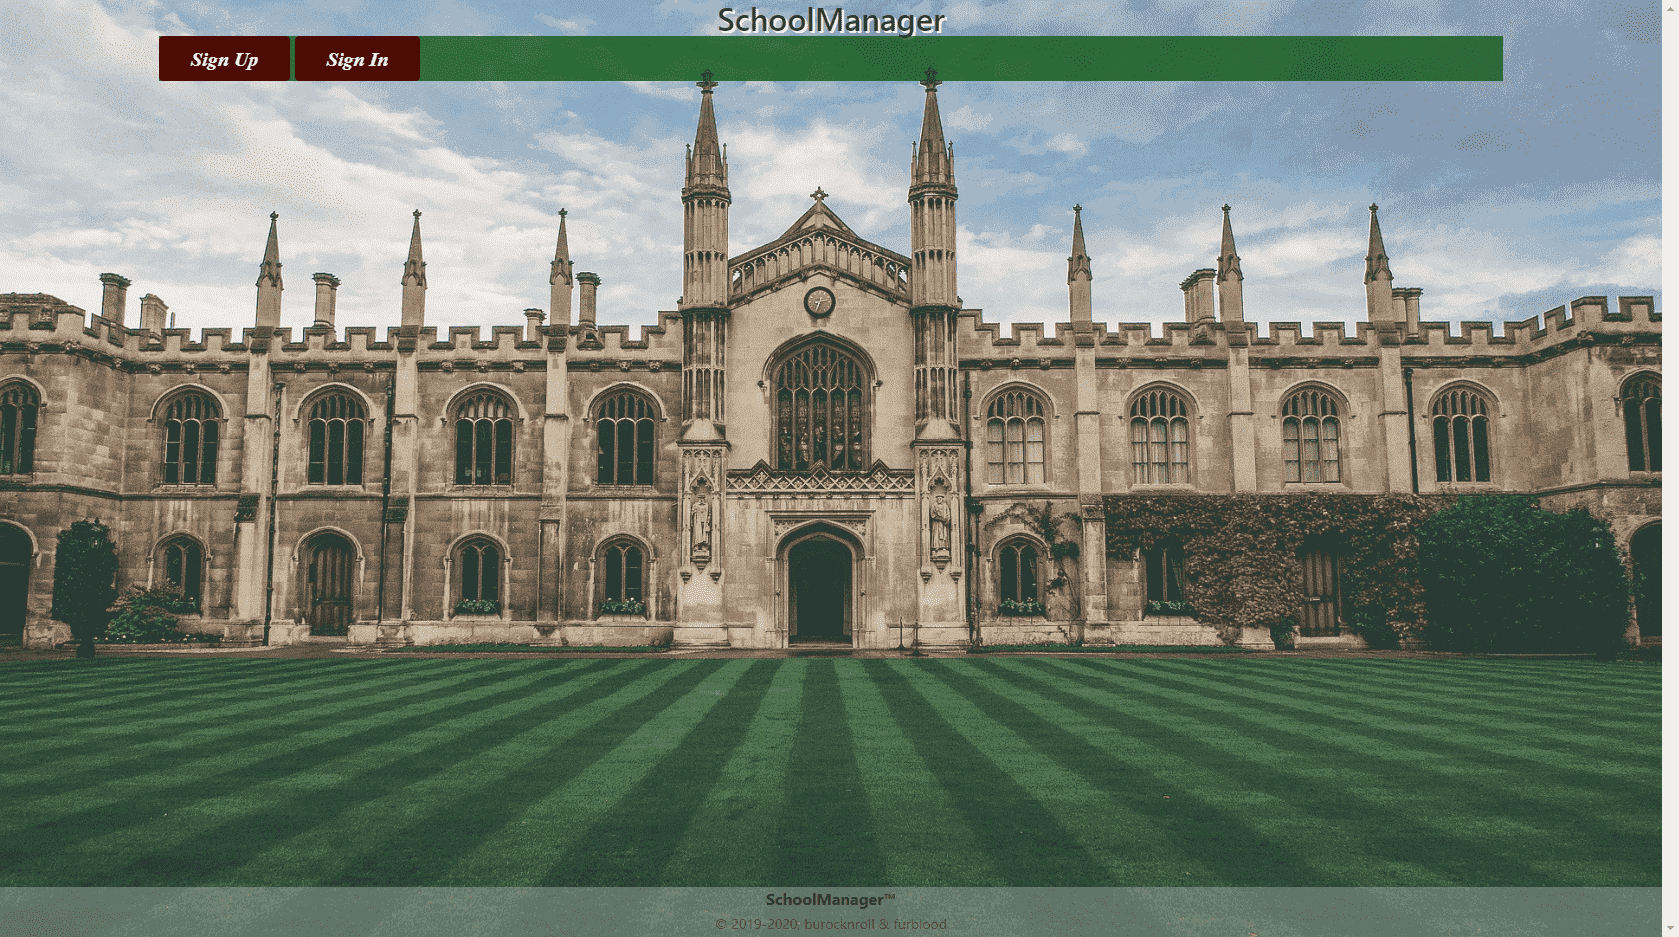 SchoolManager
Sign Up Sign In
SchoolManager™
© 2019-2020, burocknroll & furblood